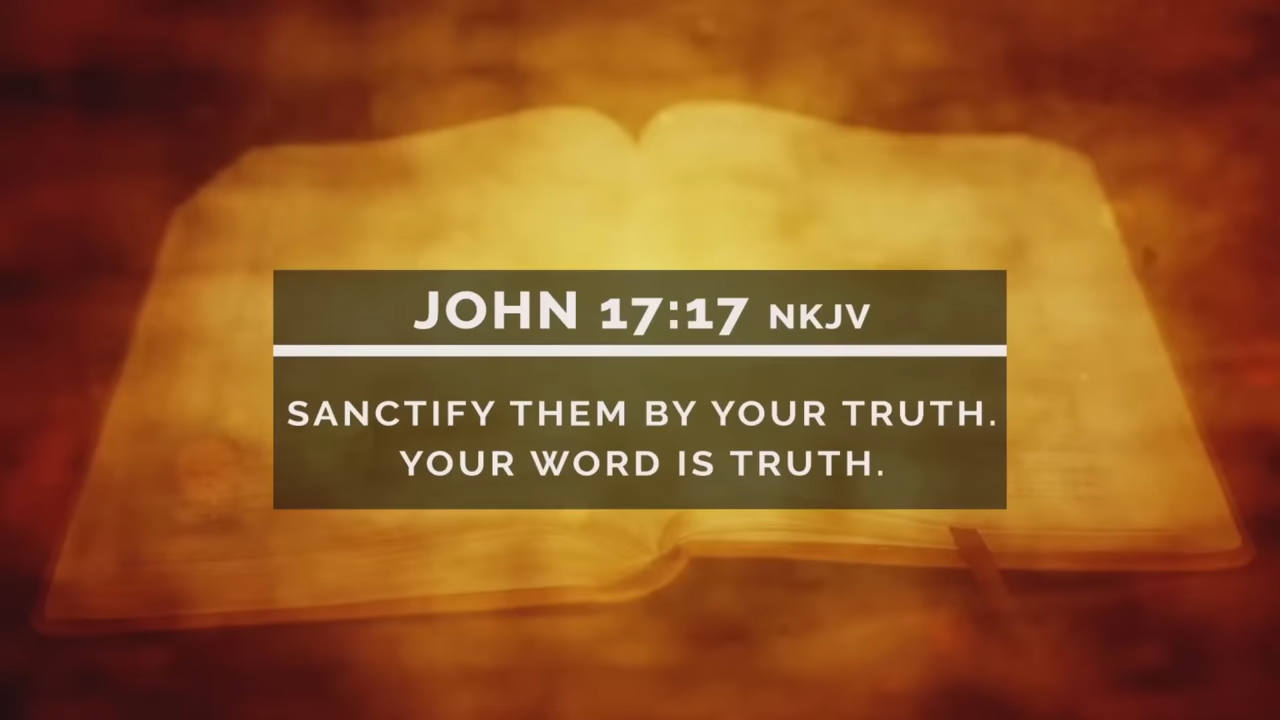 JOHN 17:17 NKJV
SANCTIFY THEM BY YOUR TRUTH.
YOUR WORD IS TRUTH.